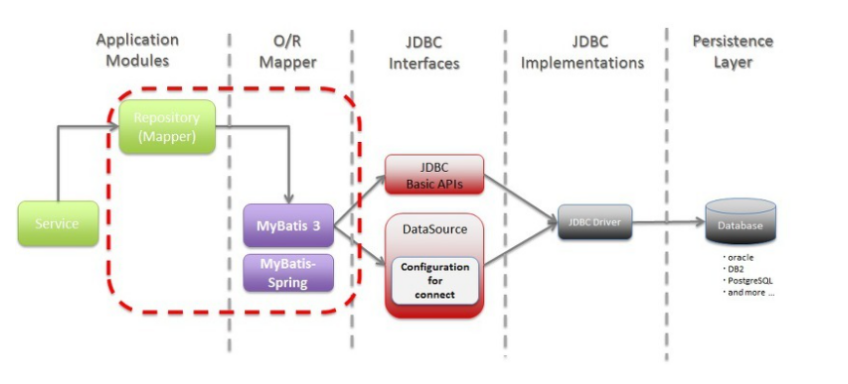 Application
Modules
O/R
Mapper
JDBC
Interfaces
JDBC
Implementations
Persistence
Layer
Repository
(Mapper)
Service
MyBatis 3
MyBatis-
Spring
JDBC
Basic APIs
DataSource
Configuration
for
connect
JDBC Driver
Database
・oracle
・DB2
・PostgreSQL
・and more ...